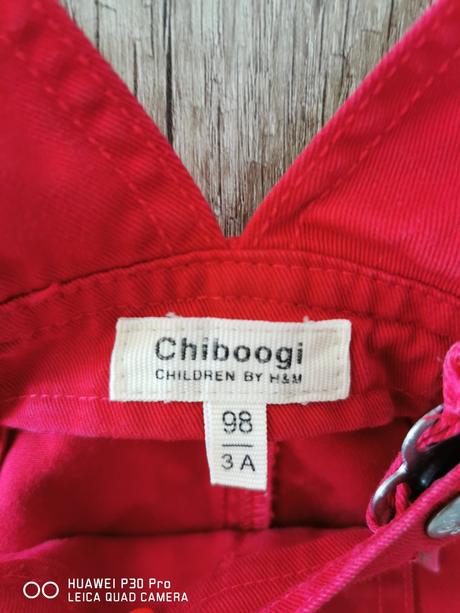 Chiboogi
CHILDREN BY H&M
98
3 A
HUAWEI P30 Pro
LEICA QUAD CAMERA